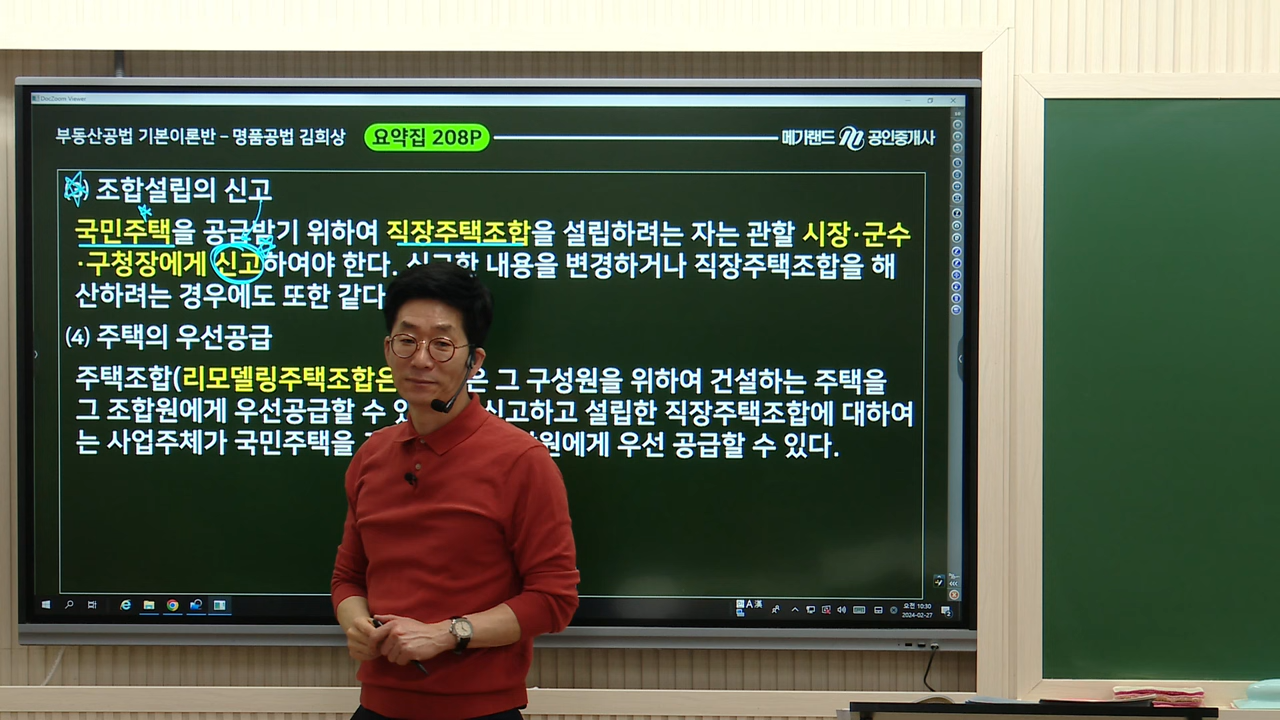 DocZoom Viewer
부동산공법 기본이론반 – 명품공법 김희상 요약집 208P 메가랜드 공인중개사
조합설립의 신고
국민주택을 공급받기 위하여 직장주택조합을 설립하려는 자는 관할 시장·군수
·구청장에게 신고하여야 한다. 내용을 변경하거나 직장주택조합을 해
산하려는 경우에도 또한 같다
(4) 주택의 우선공급
주택조합(리모델링주택조합은 은 그 구성원을 위하여 건설하는 주택을
그 조합원에게 우선공급할 수 신고하고 설립한 직장주택조합에 대하여
는 사업주체가 국민주택을 원에게 우선 공급할 수 있다.
A 漢
오전 10:30
2024-02-27